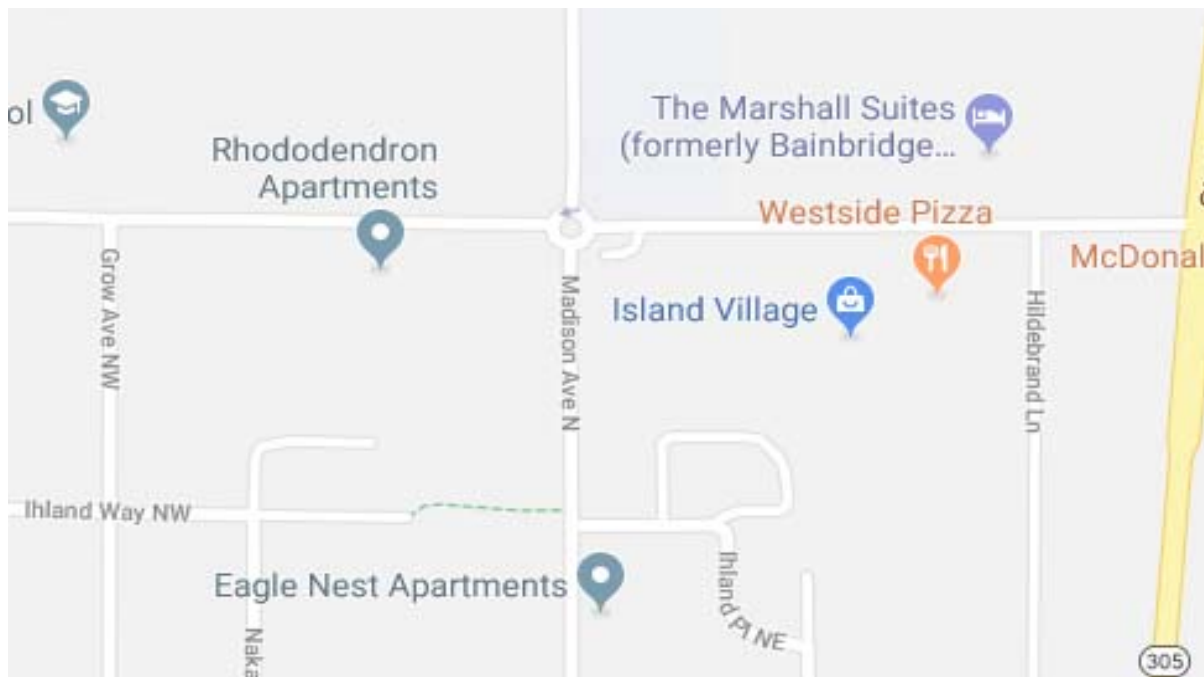 ol
The Marshall Suites
(formerly Bainbridge...
Rhododendron
Apartments
Westside Pizza
McDonal
Grow Ave NW
Madison Ave N
Island Village
Hildebrand Ln
Ihland Way NW
Eagle Nest Apartments
Ihland Pl NE
Naka
305